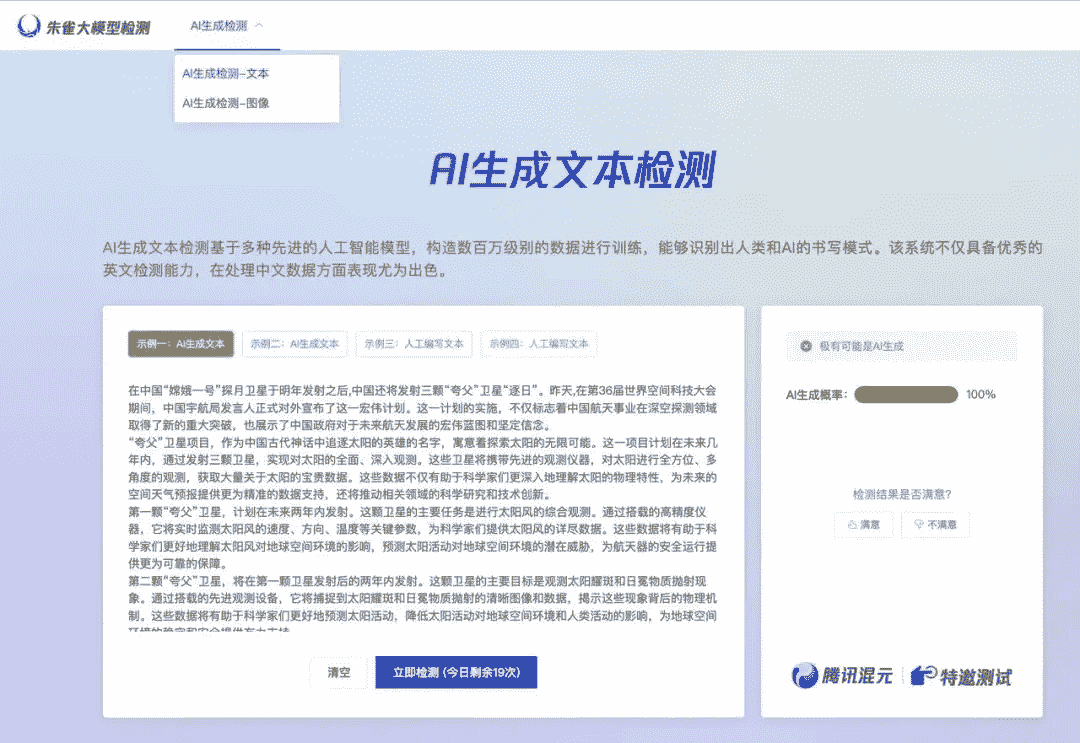 朱雀大模型检测
AI生成检测
AI生成检测-文本
AI生成检测-图像
AI生成文本检测
AI生成文本检测基于多种先进的人工智能模型，构造数百万级别的数据进行训练，能够识别出人类和AI的书写模式。该系统不仅具备优秀的
英文检测能力，在处理中文数据方面表现尤为出色。
示例一：AI生成文本
示例二：AI生成文本
示例三：人工编写文本
示例四：人工编写文本
在中国“嫦娥一号”探月卫星于明年发射之后,中国还将发射三颗“夸父”卫星“逐日”。昨天,在第36届世界空间科技大会
期间，中国宇航局发言人正式对外宣布了这一宏伟计划。这一计划的实施，不仅标志着中国航天事业在深空探测领域
取得了新的重大突破，也展示了中国政府对于未来航天发展的宏伟蓝图和坚定信念。
“夸父”卫星项目，作为中国古代神话中追逐太阳的英雄的名字，寓意着探索太阳的无限可能。这一项目计划在未来几
年内，通过发射三颗卫星，实现对太阳的全面、深入观测。这些卫星将携带先进的观测仪器，对太阳进行全方位、多
角度的观测，获取大量关于太阳的宝贵数据。这些数据不仅有助于科学家们更深入地理解太阳的物理特性，为未来的
空间天气预报提供更为精准的数据支持，还将推动相关领域的科学研究和技术创新。
第一颗“夸父”卫星，计划在未来两年内发射。这颗卫星的主要任务是进行太阳风的综合观测。通过搭载的高精度仪
器，它将实时监测太阳风的速度、方向、温度等关键参数，为科学家们提供太阳风的详尽数据。这些数据将有助于科
学家们更好地理解太阳风对地球空间环境的影响，预测太阳活动对地球空间环境的潜在威胁，为航天器的安全运行提
供更为可靠的保障。
第二颗“夸父”卫星，将在第一颗卫星发射后的两年内发射。这颗卫星的主要目标是观测太阳耀斑和日冕物质抛射现
象。通过搭载的先进观测设备，它将捕捉到太阳耀斑和日冕物质抛射的清晰图像和数据，揭示这些现象背后的物理机
制。这些数据将有助于科学家们更好地预测太阳活动，降低太阳活动对地球空间环境和人类活动的影响，为地球空间
清空
立即检测 (今日剩余19次)
极有可能是AI生成
AI生成概率：
100%
检测结果是否满意？
满意
不满意
腾讯混元
特邀测试